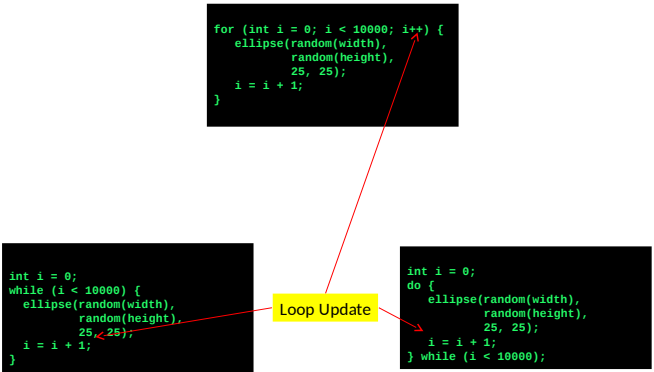 for (int i = 0; i < 10000; i++) {
ellipse(random(width),
random(height),
25, 25);
i = i + 1;
}
int i = 0;
while (i < 10000) {
ellipse(random(width),
random(height),
25, 25);
i = i + 1;
}
Loop Update
int i = 0;
do {
ellipse(random(width),
random(height),
25, 25);
i = i + 1;
} while (i < 10000);